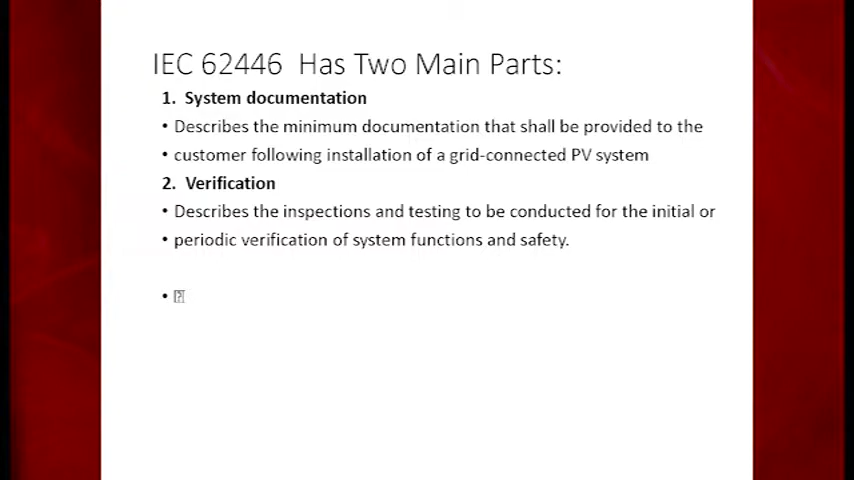 IEC 62446 Has Two Main Parts:
1. System documentation
• Describes the minimum documentation that shall be provided to the
• customer following installation of a grid-connected PV system
2. Verification
• Describes the inspections and testing to be conducted for the initial or
• periodic verification of system functions and safety.
•